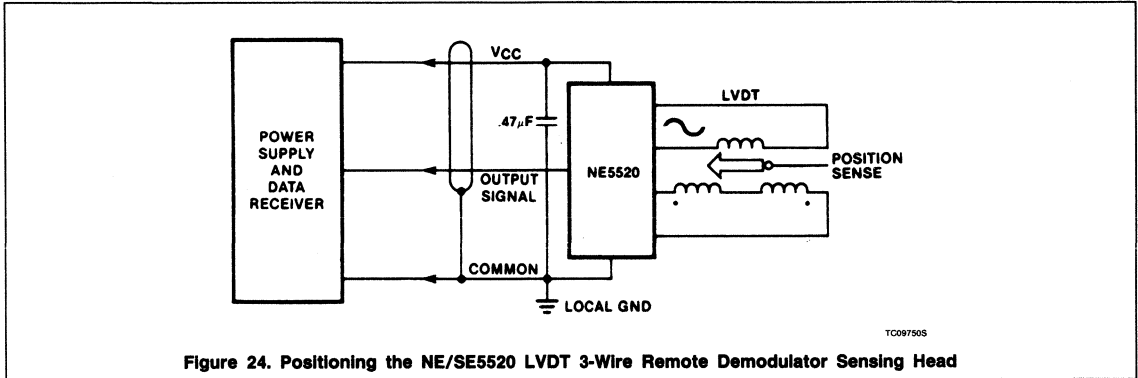 VCC
LVDT
.47μF
POWER
SUPPLY
AND
DATA
RECEIVER
NE5520
POSITION
SENSE
OUTPUT
SIGNAL
COMMON
LOCAL GND
TC09750S
Figure 24. Positioning the NE/SE5520 LVDT 3-Wire Remote Demodulator Sensing Head